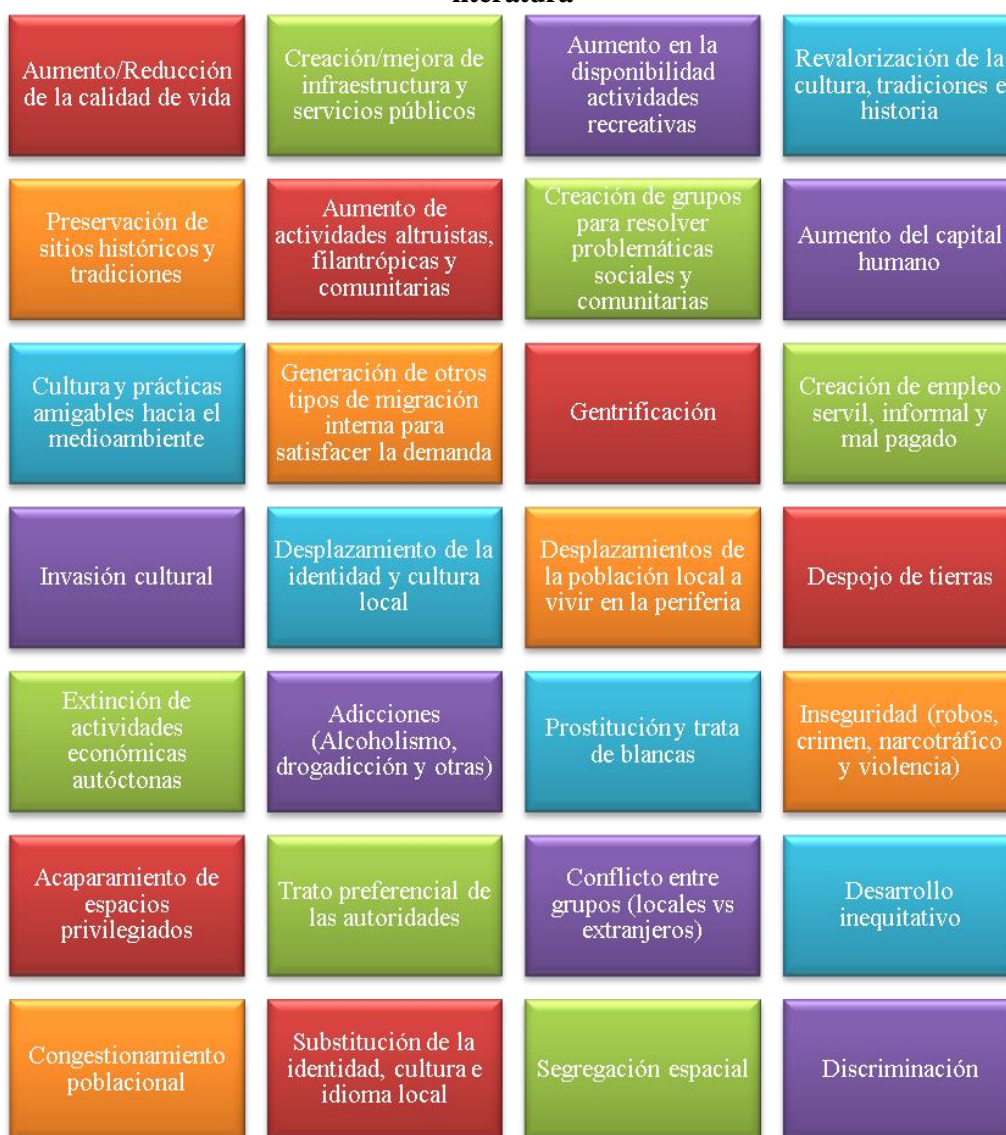 literatura
Aumento/Reducción
de la calidad de vida
Creación/mejora de
infraestructura y
servicios públicos
Aumento en la
disponibilidad
actividades
recreativas
Revalorización de la
cultura, tradiciones e
historia
Preservación de
sitios históricos y
tradiciones
Aumento de
actividades altruistas,
filantrópicas y
comunitarias
Creación de grupos
para resolver
problemáticas
sociales y
comunitarias
Aumento del capital
humano
Cultura y prácticas
amigables hacia el
medioambiente
Generación de otros
tipos de migración
interna para
satisfacer la demanda
Gentrificación
Creación de empleo
servil, informal y
mal pagado
Invasión cultural
Desplazamiento de la
identidad y cultura
local
Desplazamientos de
la población local a
vivir en la periferia
Despojo de tierras
Extinción de
actividades
económicas
autóctonas
Adicciones
(Alcoholismo,
drogadicción y otras)
Prostitución y trata
de blancas
Inseguridad (robos,
crimen, narcotráfico
y violencia)
Acaparamiento de
espacios
privilegiados
Trato preferencial de
las autoridades
Conflicto entre
grupos (locales vs
extranjeros)
Desarrollo
inequitativo
Congestionamiento
poblacional
Substitución de la
identidad, cultura e
idioma local
Segregación espacial
Discriminación